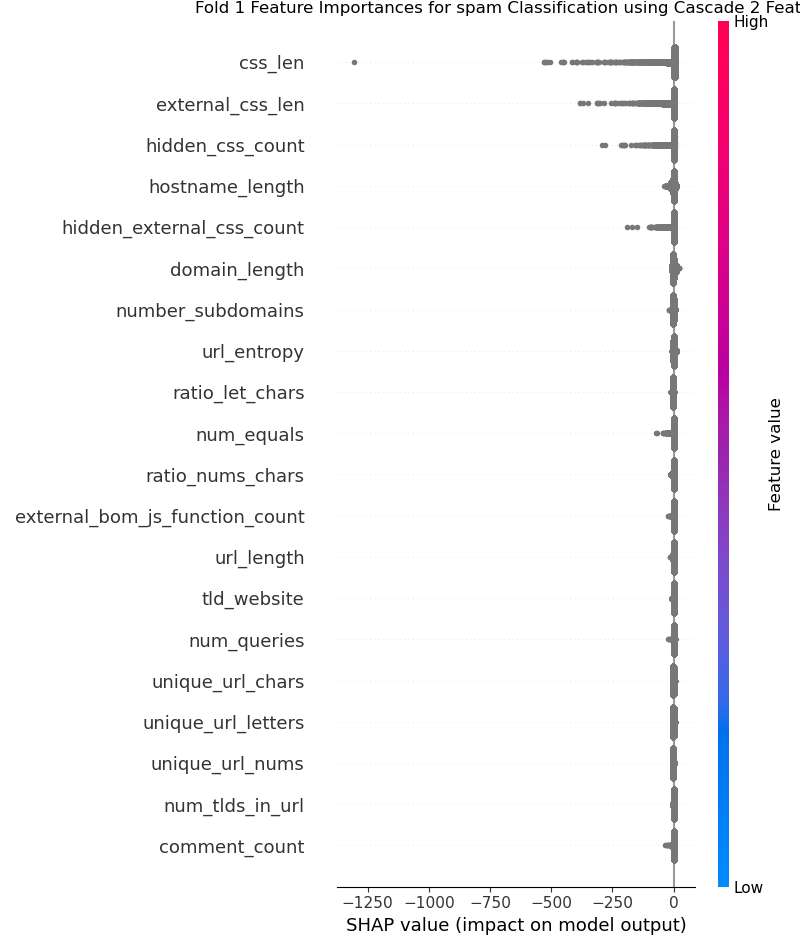 Fold 1 Feature Importances for spam Classification using Cascade 2 Feat
High
css_len
external_css_len
hidden_css_count
hostname_length
hidden_external_css_count
domain_length
number_subdomains
url_entropy
ratio_let_chars
num_equals
ratio_nums_chars
external_bom_js_function_count
url_length
tld_website
num_queries
unique_url_chars
unique_url_letters
unique_url_nums
num_tlds_in_url
comment_count
Feature value
Low
−1250 −1000 −750 −500 −250 0
SHAP value (impact on model output)